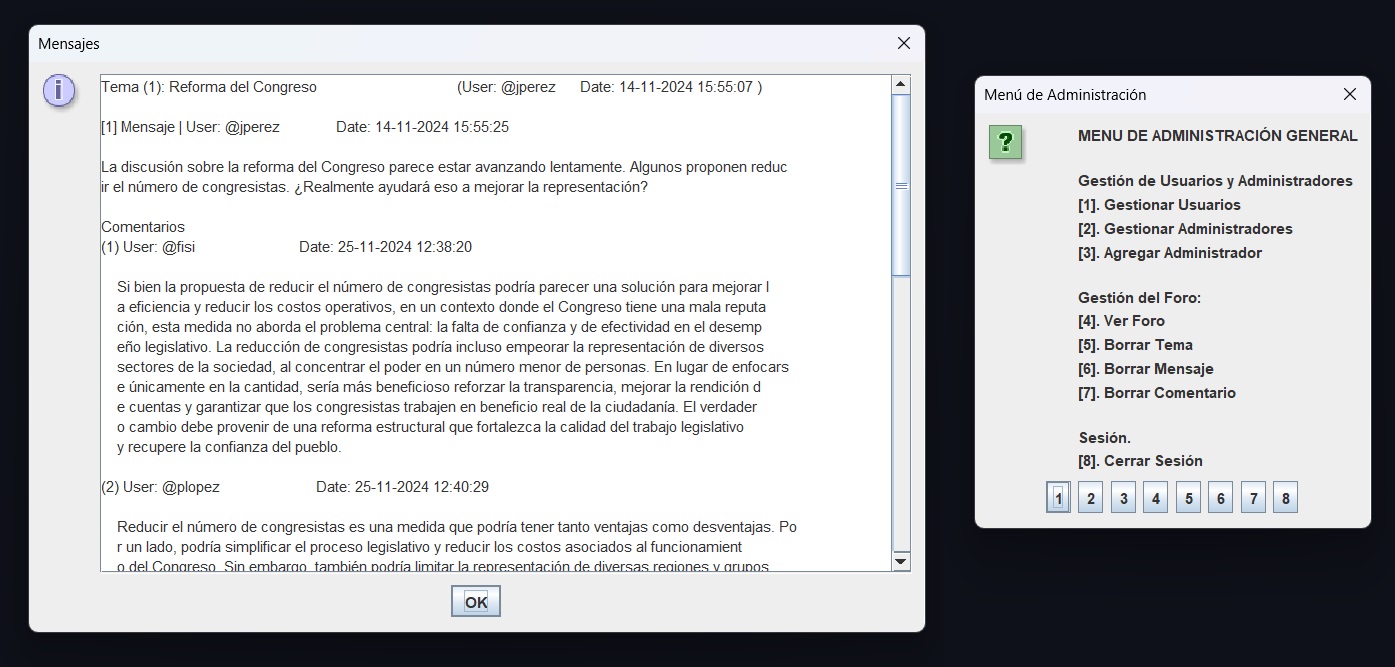 Mensajes
Tema (1): Reforma del Congreso (User: @jperez Date: 14-11-2024 15:55:07 )
[1] Mensaje | User: @jperez Date: 14-11-2024 15:55:25
La discusión sobre la reforma del Congreso parece estar avanzando lentamente. Algunos proponen reduc
ir el número de congresistas. ¿Realmente ayudará eso a mejorar la representación?
Comentarios
(1) User: @fisi Date: 25-11-2024 12:38:20
Si bien la propuesta de reducir el número de congresistas podría parecer una solución para mejorar l
a eficiencia y reducir los costos operativos, en un contexto donde el Congreso tiene una mala reputa
ción, esta medida no aborda el problema central: la falta de confianza y de efectividad en el desemp
eño legislativo. La reducción de congresistas podría incluso empeorar la representación de diversos
sectores de la sociedad, al concentrar el poder en un número menor de personas. En lugar de enfocars
e únicamente en la cantidad, sería más beneficioso reforzar la transparencia, mejorar la rendición d
e cuentas y garantizar que los congresistas trabajen en beneficio real de la ciudadanía. El verdader
o cambio debe provenir de una reforma estructural que fortalezca la calidad del trabajo legislativo
y recupere la confianza del pueblo.
(2) User: @plopez Date: 25-11-2024 12:40:29
Reducir el número de congresistas es una medida que podría tener tanto ventajas como desventajas. Po
r un lado, podría simplificar el proceso legislativo y reducir los costos asociados al funcionamient
o del Congreso. Sin embargo, también podría limitar la representación de diversas regiones y grupos
OK
Menú de Administración
MENU DE ADMINISTRACIÓN GENERAL
Gestión de Usuarios y Administradores
[1]. Gestionar Usuarios
[2]. Gestionar Administradores
[3]. Agregar Administrador
Gestión del Foro:
[4]. Ver Foro
[5]. Borrar Tema
[6]. Borrar Mensaje
[7]. Borrar Comentario
Sesión.
[8]. Cerrar Sesión
1 2 3 4 5 6 7 8